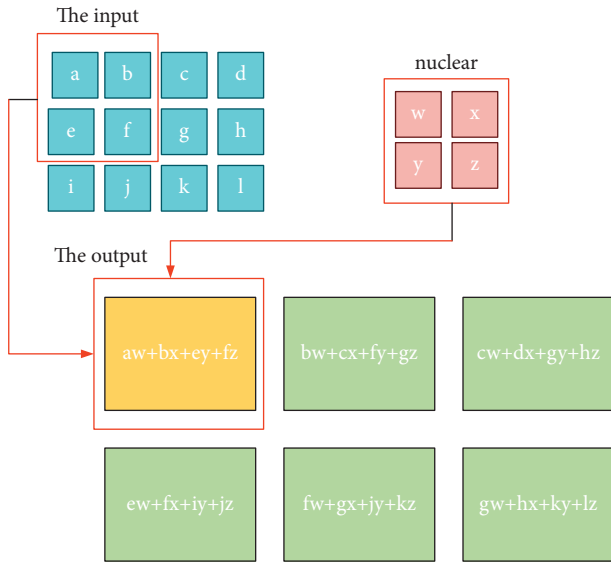 The input
a b c d
nuclear
w x
e f g h
y z
i j k l
The output
aw+bx+ey+fz bw+cx+fy+gz cw+dx+gy+hz
ew+fx+iy+jz fw+gx+jy+kz gw+hx+ky+lz